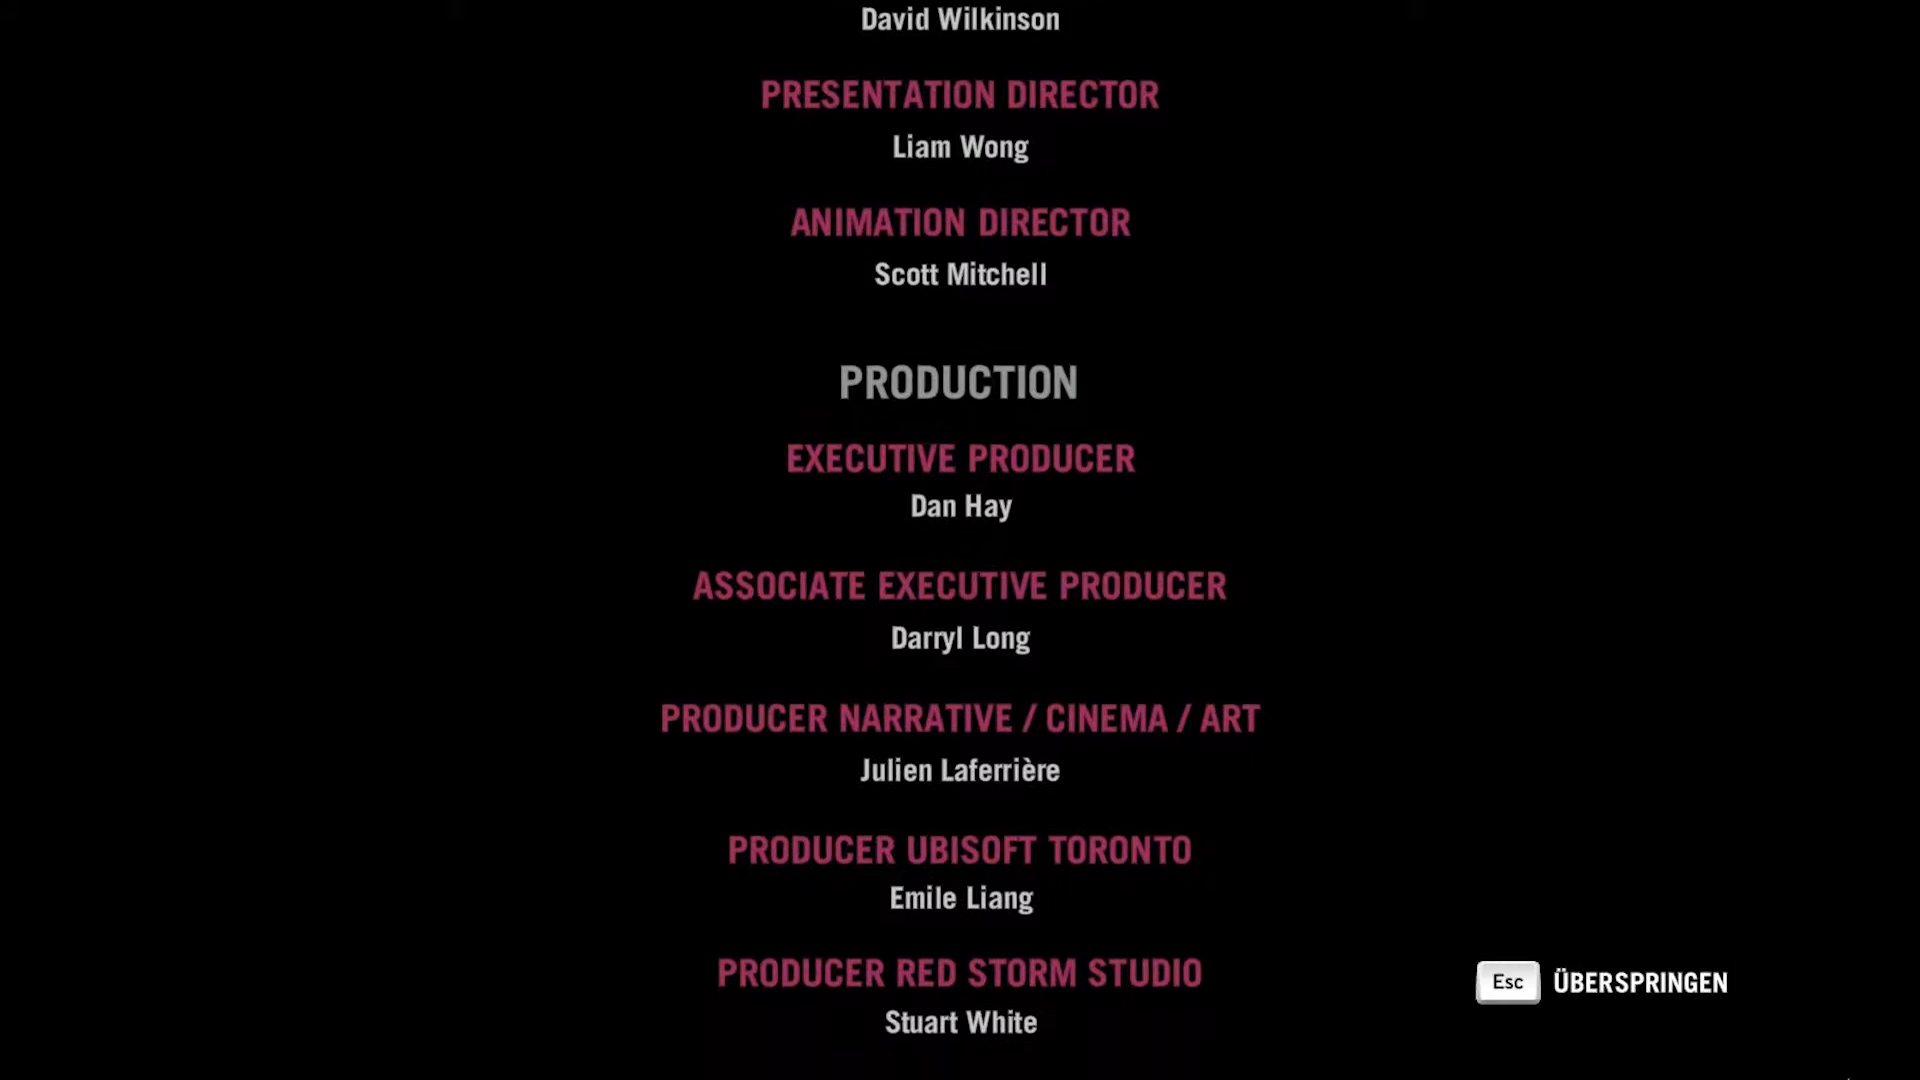 David Wilkinson
PRESENTATION DIRECTOR
Liam Wong
ANIMATION DIRECTOR
Scott Mitchell
PRODUCTION
EXECUTIVE PRODUCER
Dan Hay
ASSOCIATE EXECUTIVE PRODUCER
Darryl Long
PRODUCER NARRATIVE / CINEMA / ART
Julien Laferrière
PRODUCER UBISOFT TORONTO
Emile Liang
PRODUCER RED STORM STUDIO
Esc ÜBERSPRINGEN
Stuart White